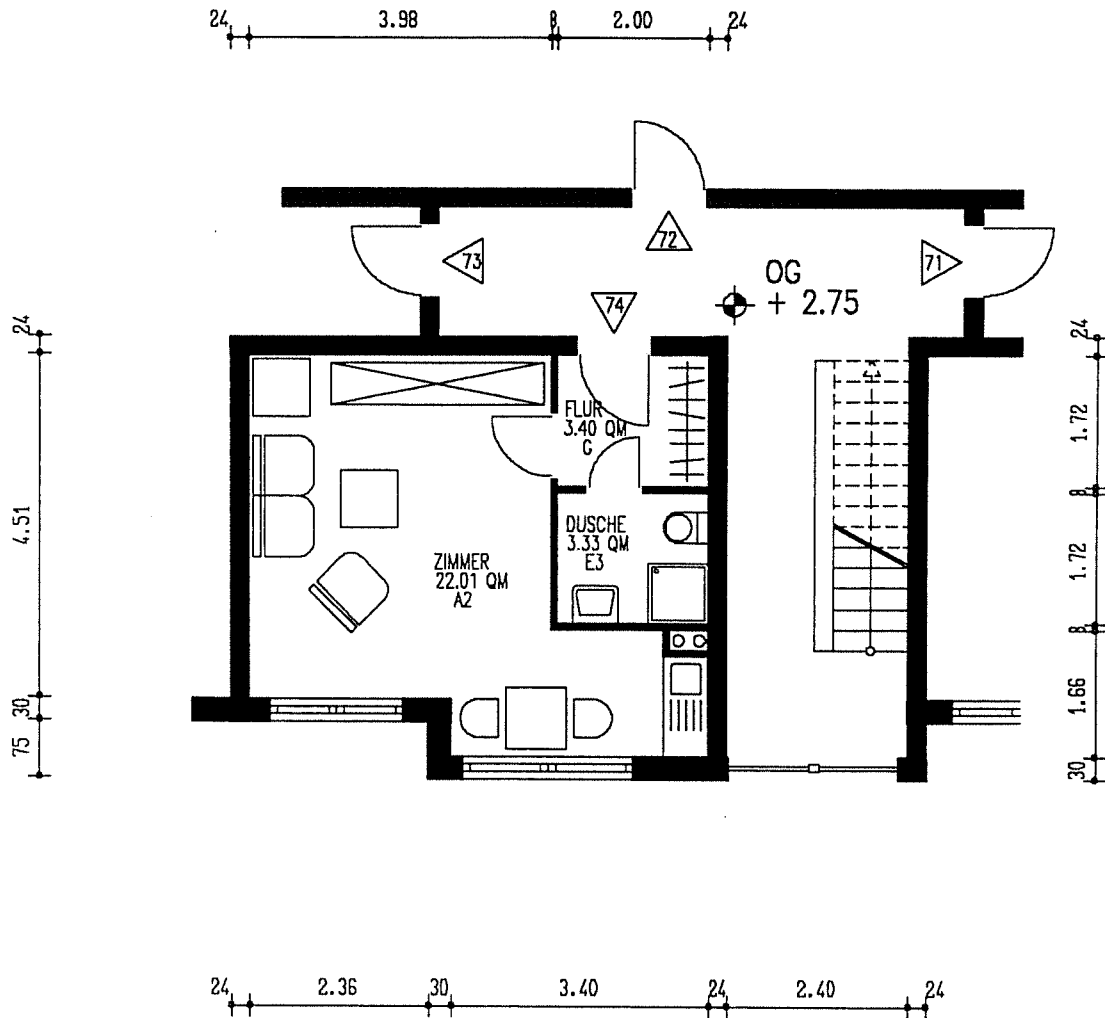 24 3.98 8 2.00 24
72
73
71
OG
+ 2.75
74
24
24
FLUR
3.40 QM
G
1.72
8
4.51
DUSCHE
3.33 QM
E3
ZIMMER
22.01 QM
A2
1.72
8
1.66
30
75
30
24 2.36 30 3.40 24 2.40 24